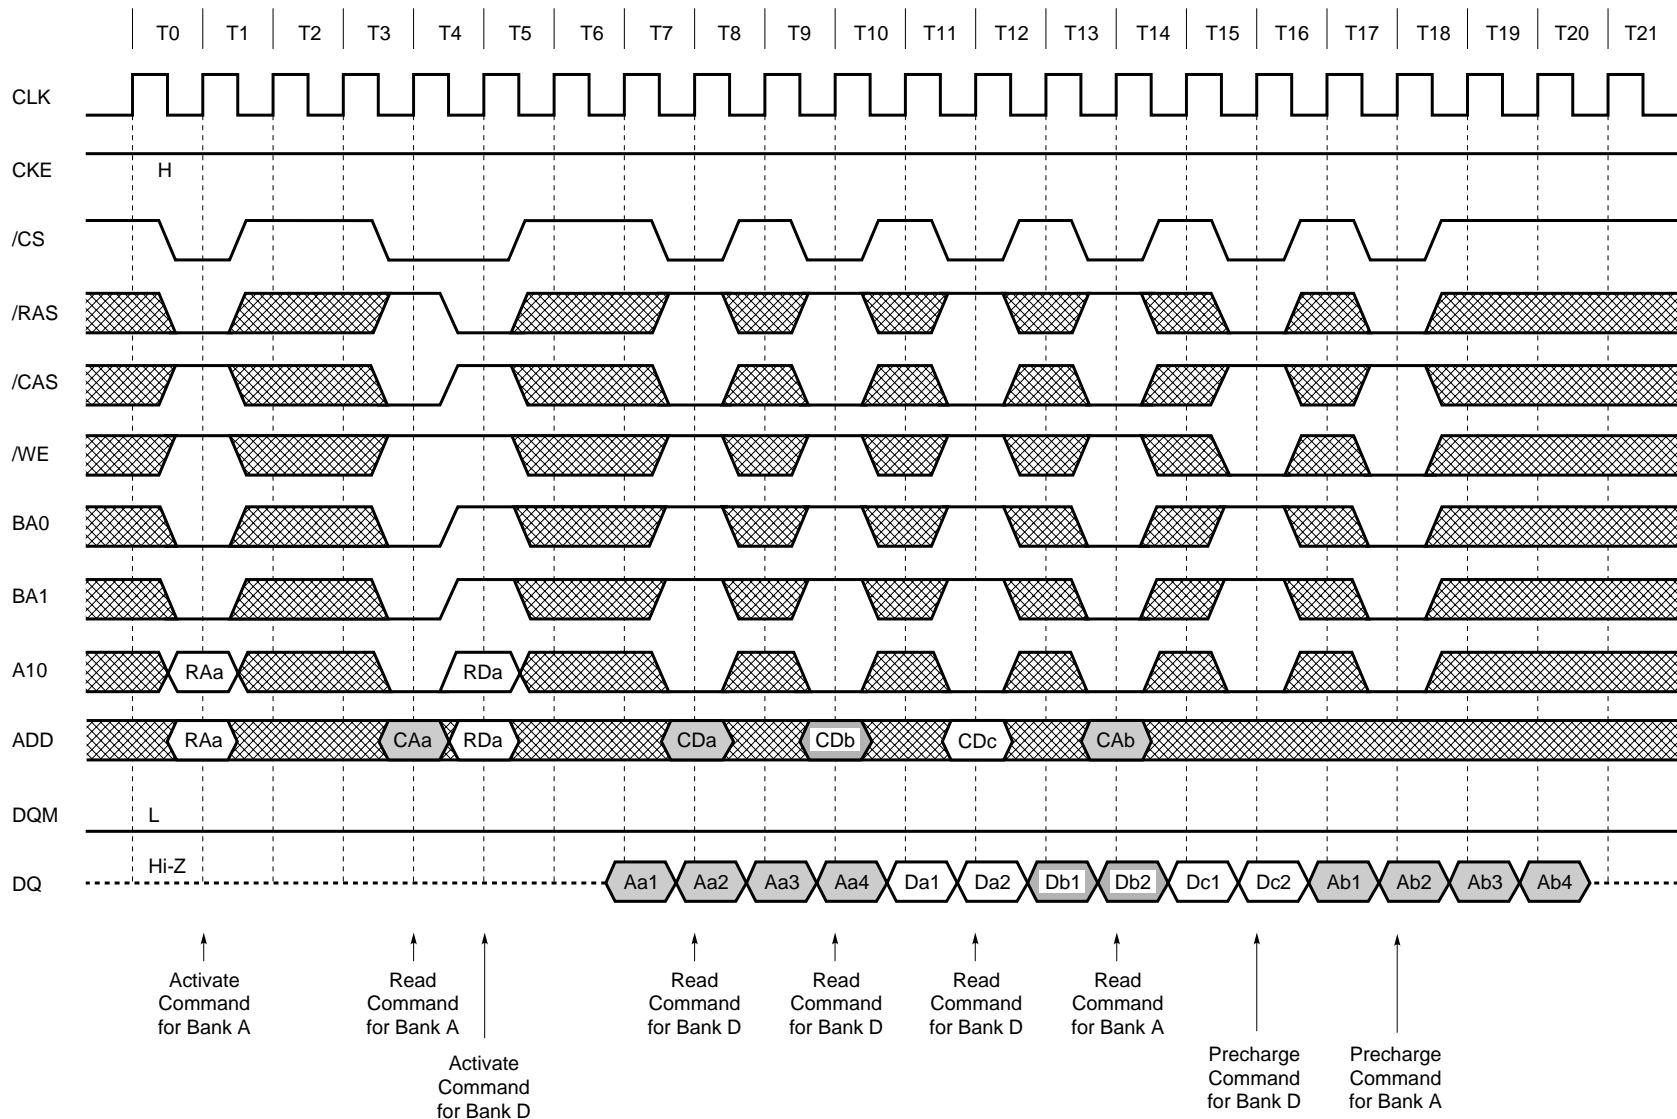 T0 T1 T2 T3 T4 T5 T6 T7 T8 T9 T10 T11 T12 T13 T14 T15 T16 T17 T18 T19 T20 T21
CLK
CKE H
/CS
/RAS
/CAS
/WE
BA0
BA1
A10 RAa RDa
ADD RAa CAa RDa CDa CDb CDc CAb
DQM L
Hi-Z
DQ Aa1 Aa2 Aa3 Aa4 Da1 Da2 Db1 Db2 Dc1 Dc2 Ab1 Ab2 Ab3 Ab4
Activate
Command
for Bank A
Read
Command
for Bank A
Activate
Command
for Bank D
Read
Command
for Bank D
Read
Command
for Bank D
Read
Command
for Bank D
Read
Command
for Bank A
Precharge
Command
for Bank D
Precharge
Command
for Bank A